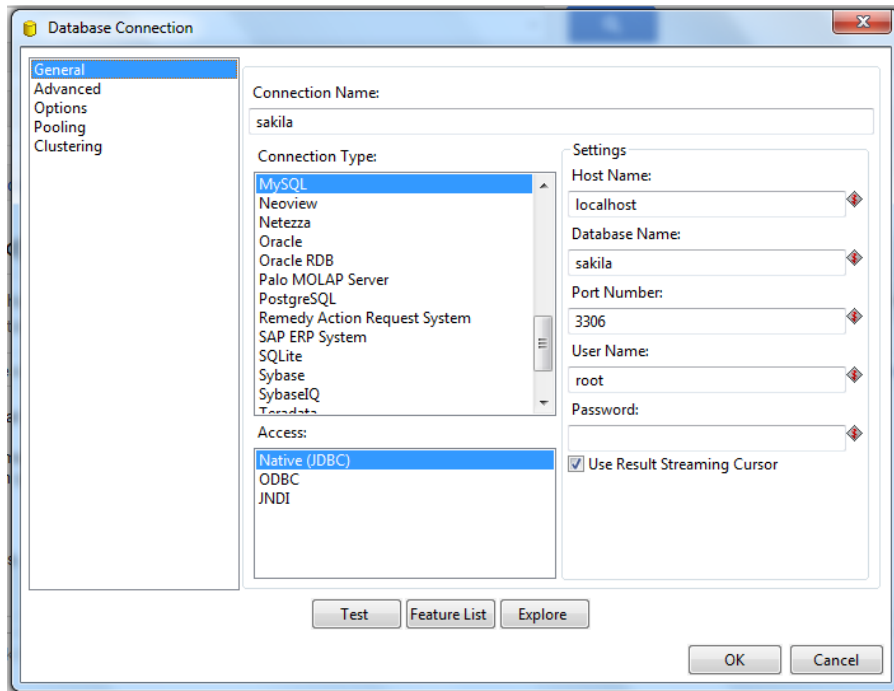 Database Connection
General
Advanced
Options
Pooling
Clustering
Connection Name:
sakila
Connection Type:
MySQL
Neoview
Netezza
Oracle
Oracle RDB
Palo MOLAP Server
PostgreSQL
Remedy Action Request System
SAP ERP System
SQLite
Sybase
SybaseIQ
Teradata
Access:
Native (JDBC)
ODBC
JNDI
Settings
Host Name:
localhost
Database Name:
sakila
Port Number:
3306
User Name:
root
Password:
Use Result Streaming Cursor
Test
Feature List
Explore
OK
Cancel